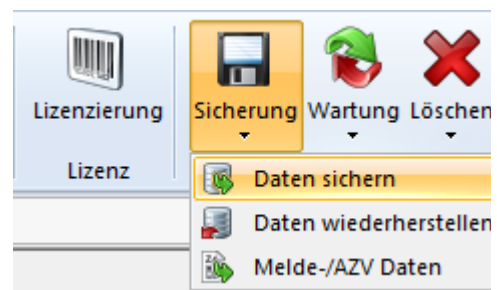 Lizenzierung
Sicherung
Wartung
Löschen
Lizenz
Daten sichern
Daten wiederherstellen
Melde-/AZV Daten